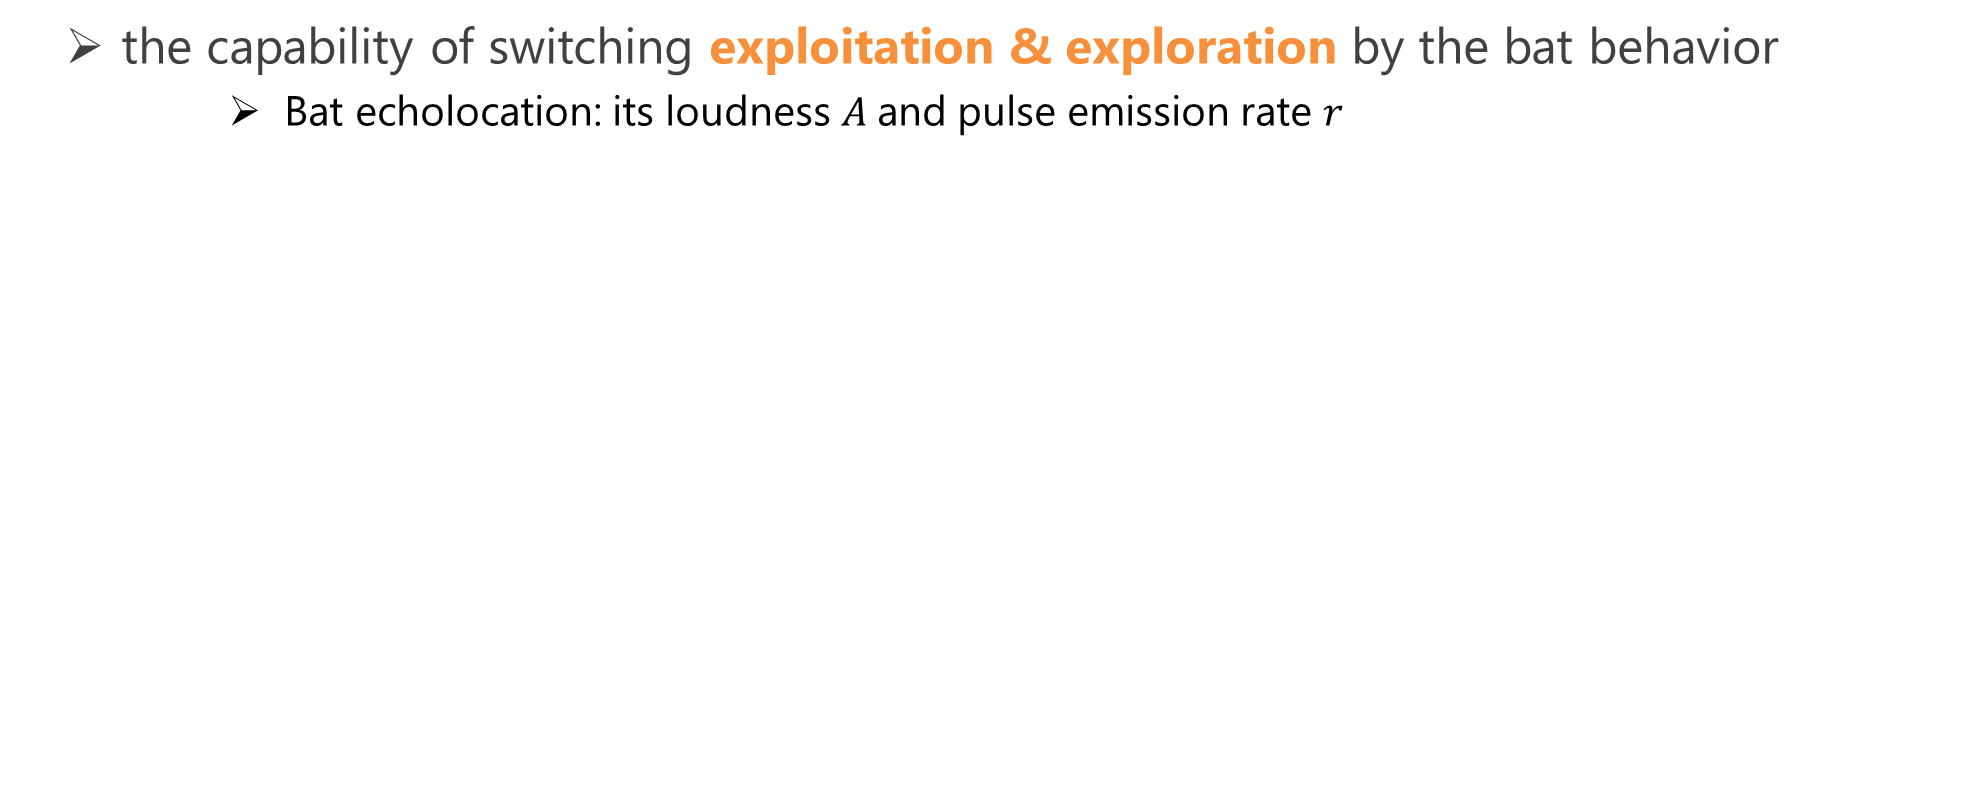 ➢ the capability of switching exploitation & exploration by the bat behavior
➢ Bat echolocation: its loudness A and pulse emission rate r